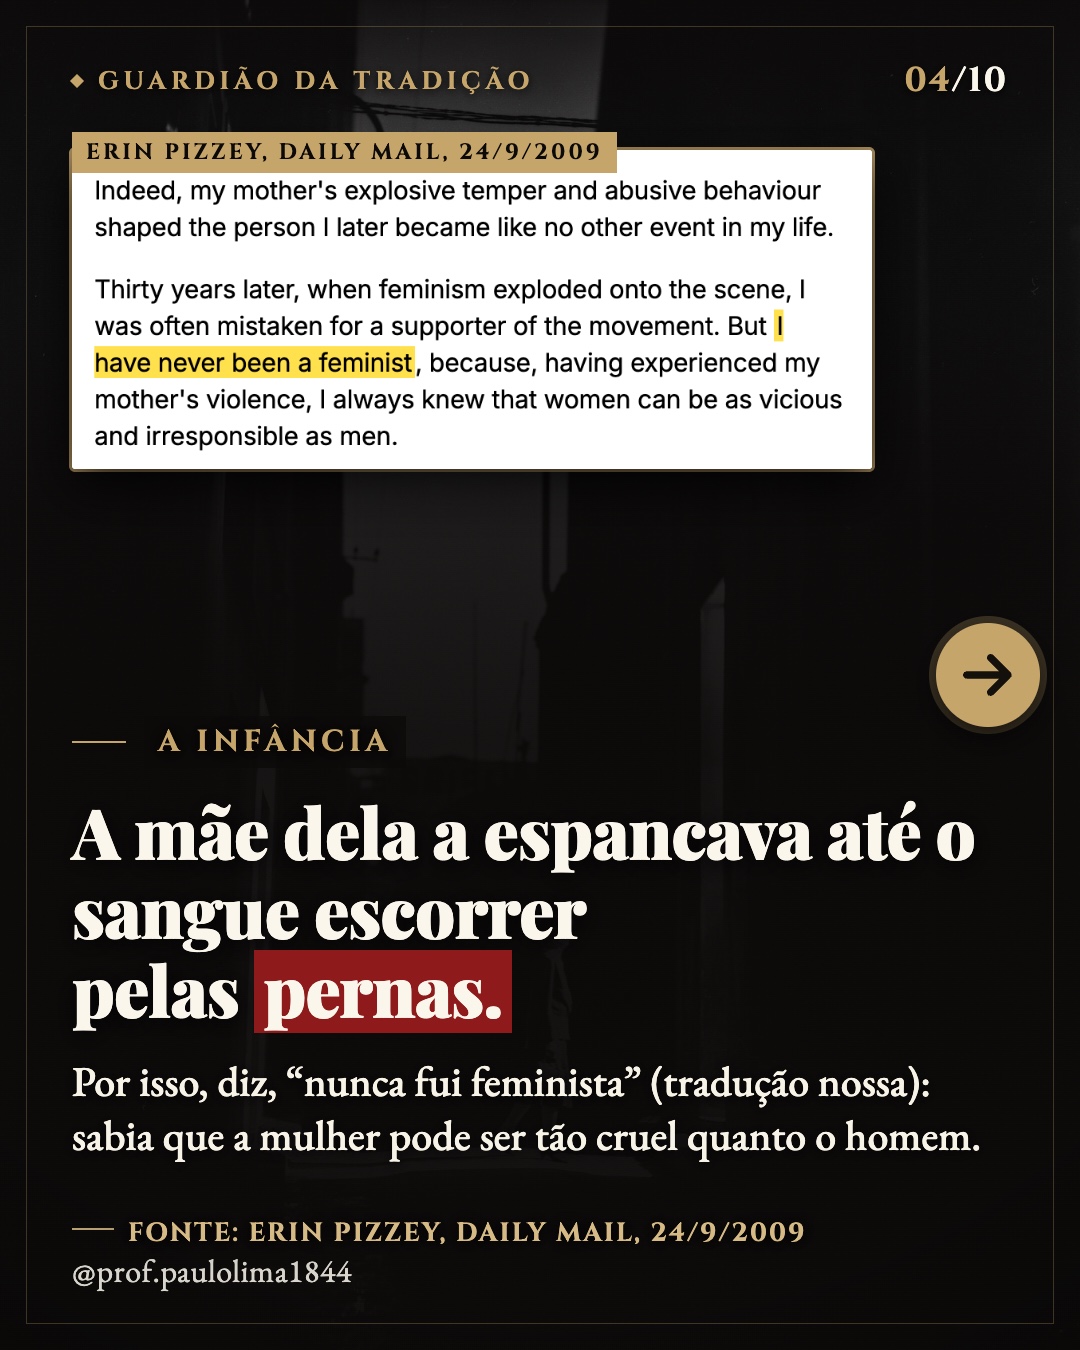 GUARDIÃO DA TRADIÇÃO
04/10
ERIN PIZZEY, DAILY MAIL, 24/9/2009
Indeed, my mother's explosive temper and abusive behaviour
shaped the person I later became like no other event in my life.
Thirty years later, when feminism exploded onto the scene, I
was often mistaken for a supporter of the movement. But I
have never been a feminist, because, having experienced my
mother's violence, I always knew that women can be as vicious
and irresponsible as men.
A INFÂNCIA
A mãe dela a espancava até o
sangue escorrer
pelas pernas.
Por isso, diz, “nunca fui feminista” (tradução nossa):
sabia que a mulher pode ser tão cruel quanto o homem.
FONTE: ERIN PIZZEY, DAILY MAIL, 24/9/2009
@prof.paulolima1844